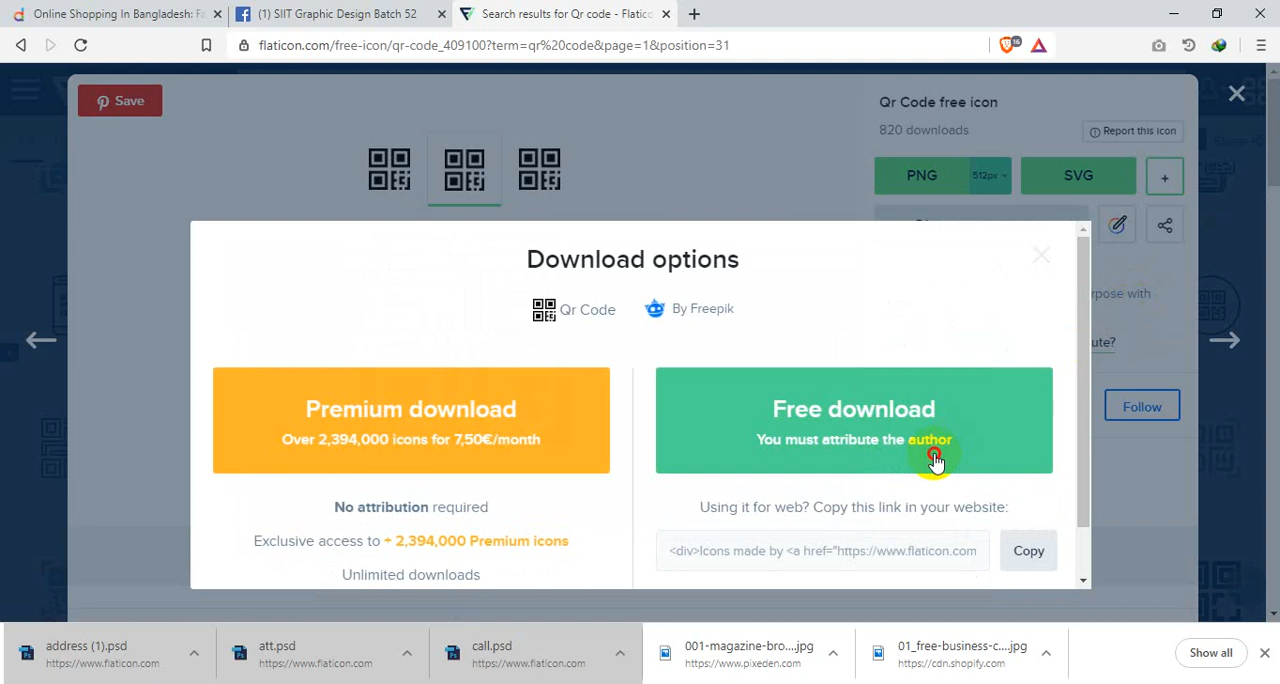 Online Shopping In Bangladesh: Fa
(1) SIIT Graphic Design Batch 52
Search results for Qr code - Flatico
flaticon.com/free-icon/qr-code_409100?term=qr%20code&page=1&position=31
Save
Qr Code free icon
820 downloads
Report this icon
PNG
512px
SVG
+
Download options
Qr Code
By Freepik
rpose with
ute?
Follow
Premium download
Over 2,394,000 icons for 7,50€/month
Free download
You must attribute the author
No attribution required
Exclusive access to + 2,394,000 Premium icons
Unlimited downloads
Using it for web? Copy this link in your website:
<div>Icons made by <a href="https://www.flaticon.com
Copy
address (1).psd
https://www.flaticon.com
att.psd
https://www.flaticon.com
call.psd
https://www.flaticon.com
001-magazine-bro....jpg
https://www.pixeden.com
01_free-business-c....jpg
https://cdn.shopify.com
Show all